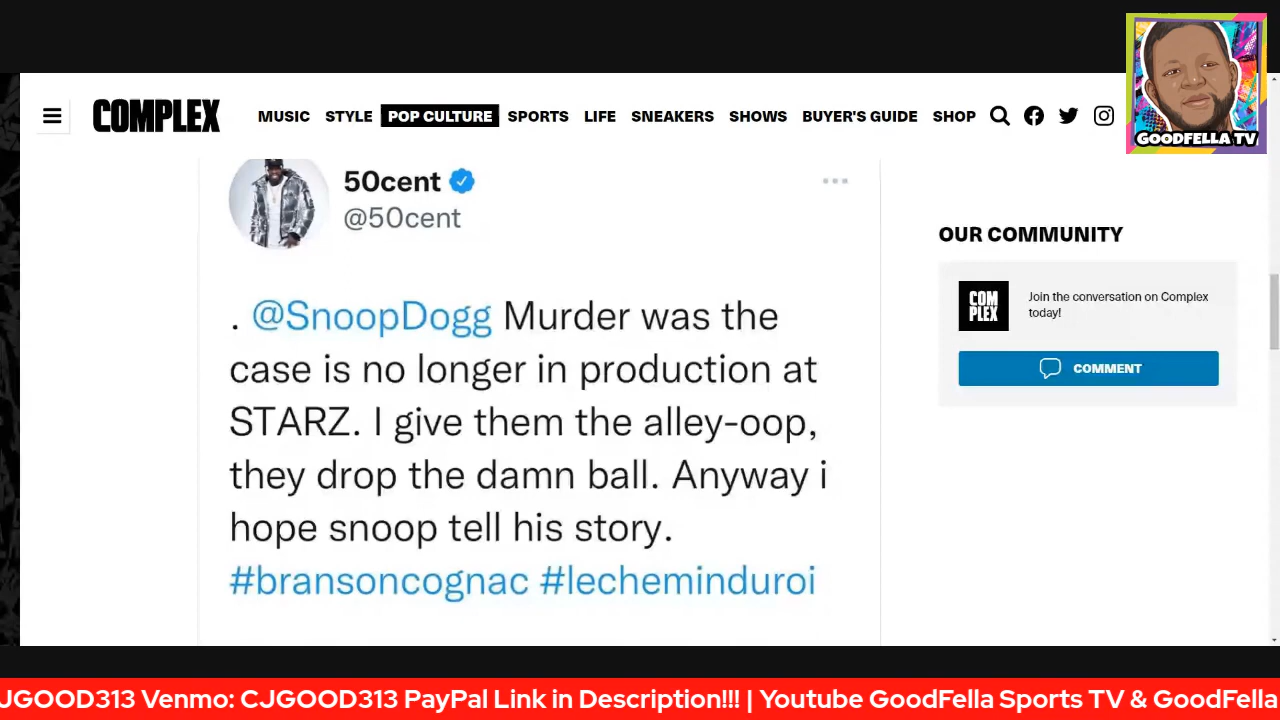 GOODFELLA TV
COMPLEX
MUSIC STYLE POP CULTURE SPORTS LIFE SNEAKERS SHOWS BUYER'S GUIDE SHOP
50cent
@50cent
. @SnoopDogg Murder was the
case is no longer in production at
STARZ. I give them the alley-oop,
they drop the damn ball. Anyway i
hope snoop tell his story.
#bransoncognac #lecheminduroi
OUR COMMUNITY
COM
PLEX
Join the conversation on Complex
today!
COMMENT
JGOOD313 Venmo: CJGOOD313 PayPal Link in Description!!! | Youtube GoodFella Sports TV & GoodFella